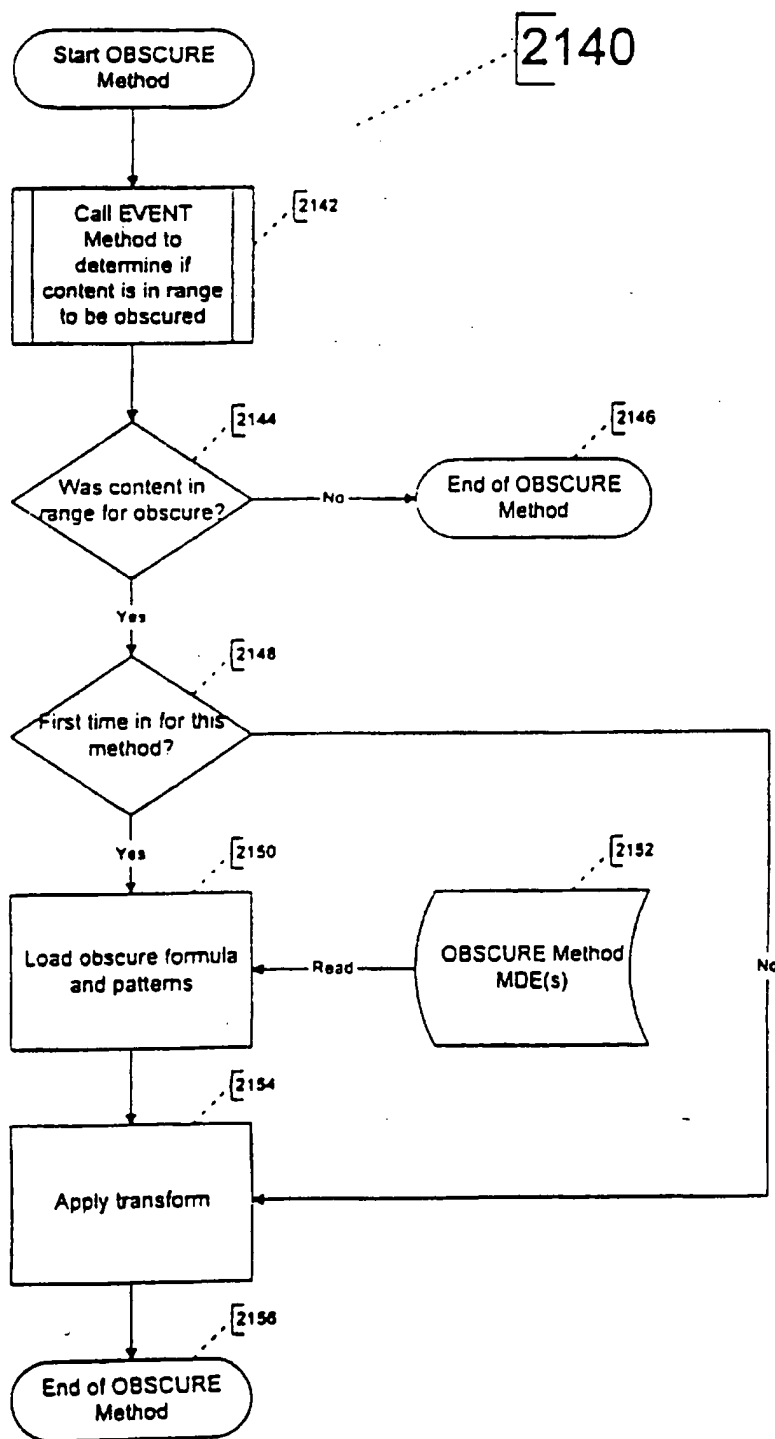 Start OBSCURE
Method
2140
Call EVENT
Method to
determine if
content is in range
to be obscured
2142
Was content in
range for obscure?
2144
No
End of OBSCURE
Method
2146
Yes
First time in for this
method?
2148
No
Yes
Load obscure formula
and patterns
2150
Read
OBSCURE Method
MDE(s)
2152
Apply transform
2154
End of OBSCURE
Method
2156